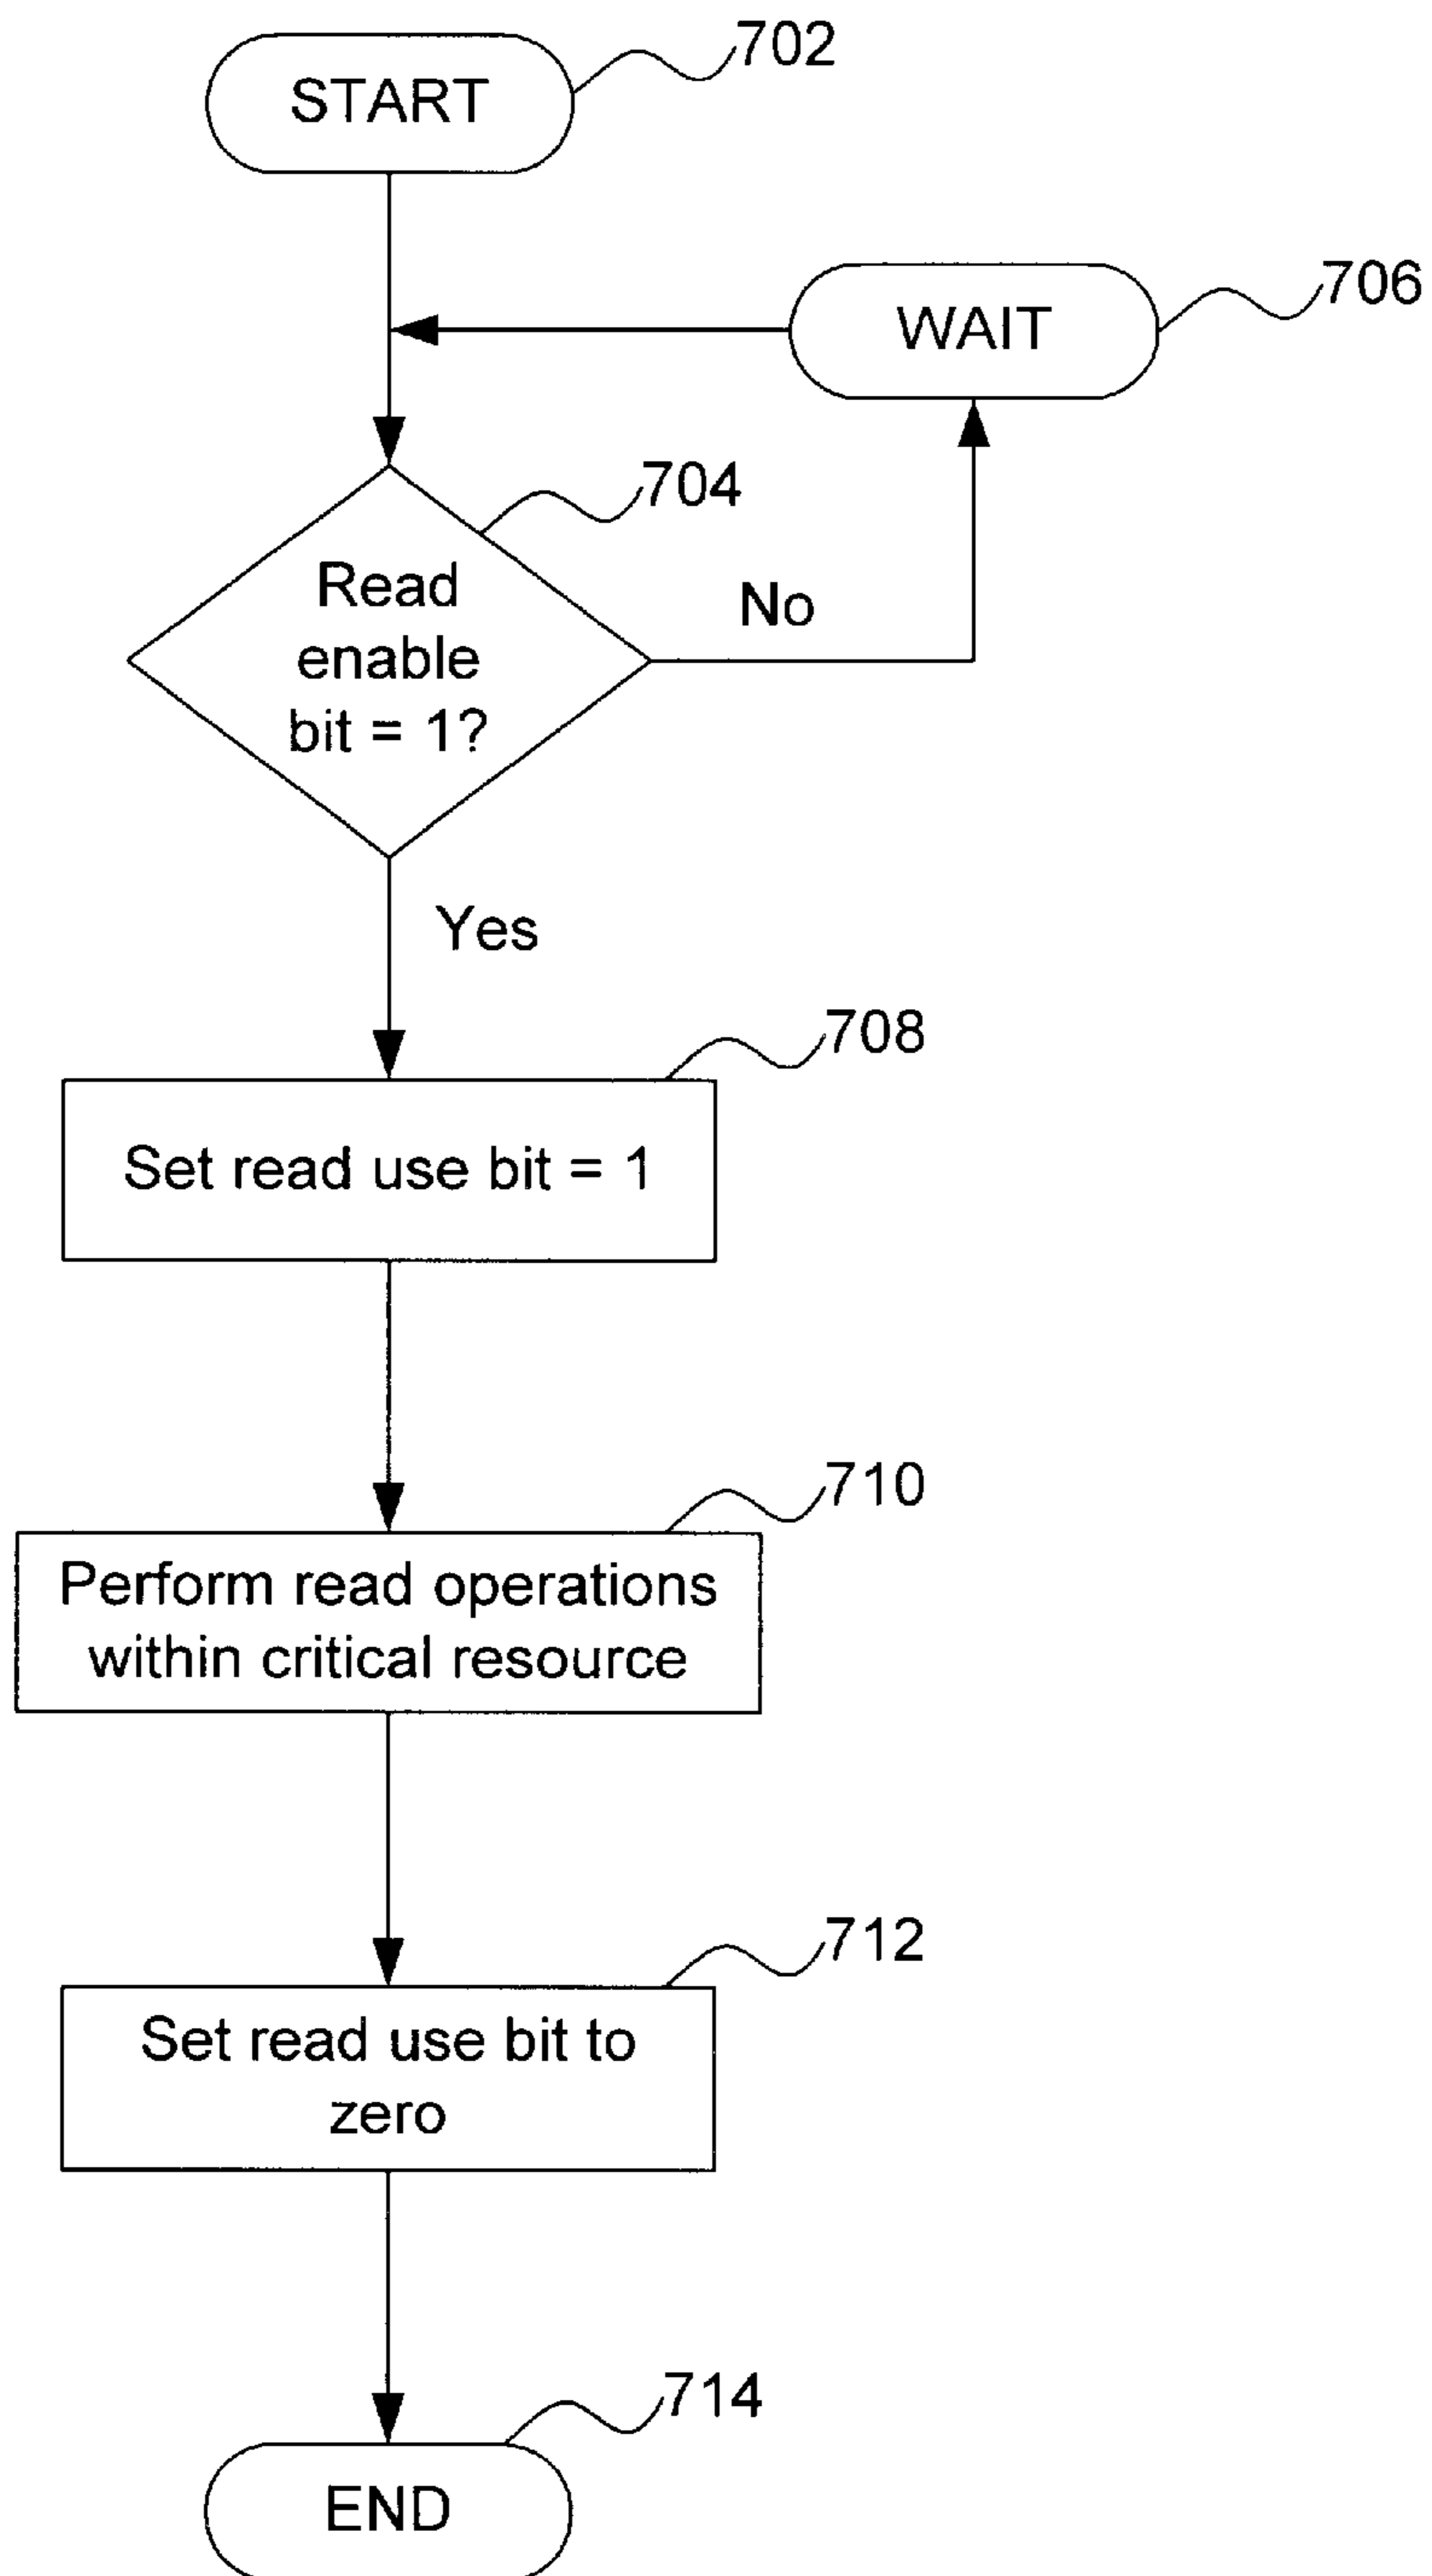 START
702
WAIT
706
704
Read
enable
bit = 1?
No
Yes
708
Set read use bit = 1
710
Perform read operations
within critical resource
712
Set read use bit to
zero
714
END